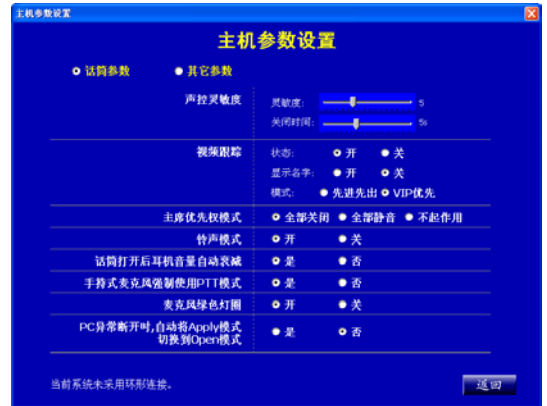 主机参数设置
主机参数设置
话筒参数 其它参数
声控灵敏度 灵敏度: 5
关闭时间: 5s
视频跟踪 状态: 开 关
显示名字: 开 关
模式: 先进先出 VIP优先
主席优先权模式 全部关闭 全部静音 不起作用
铃声模式 开 关
话筒打开后耳机音量自动衰减 是 否
手持式麦克风强制使用PTT模式 是 否
麦克风绿色灯圈 开 关
PC异常断开时,自动将Apply模式
切换到Open模式 是 否
当前系统未采用环形连接。 返回